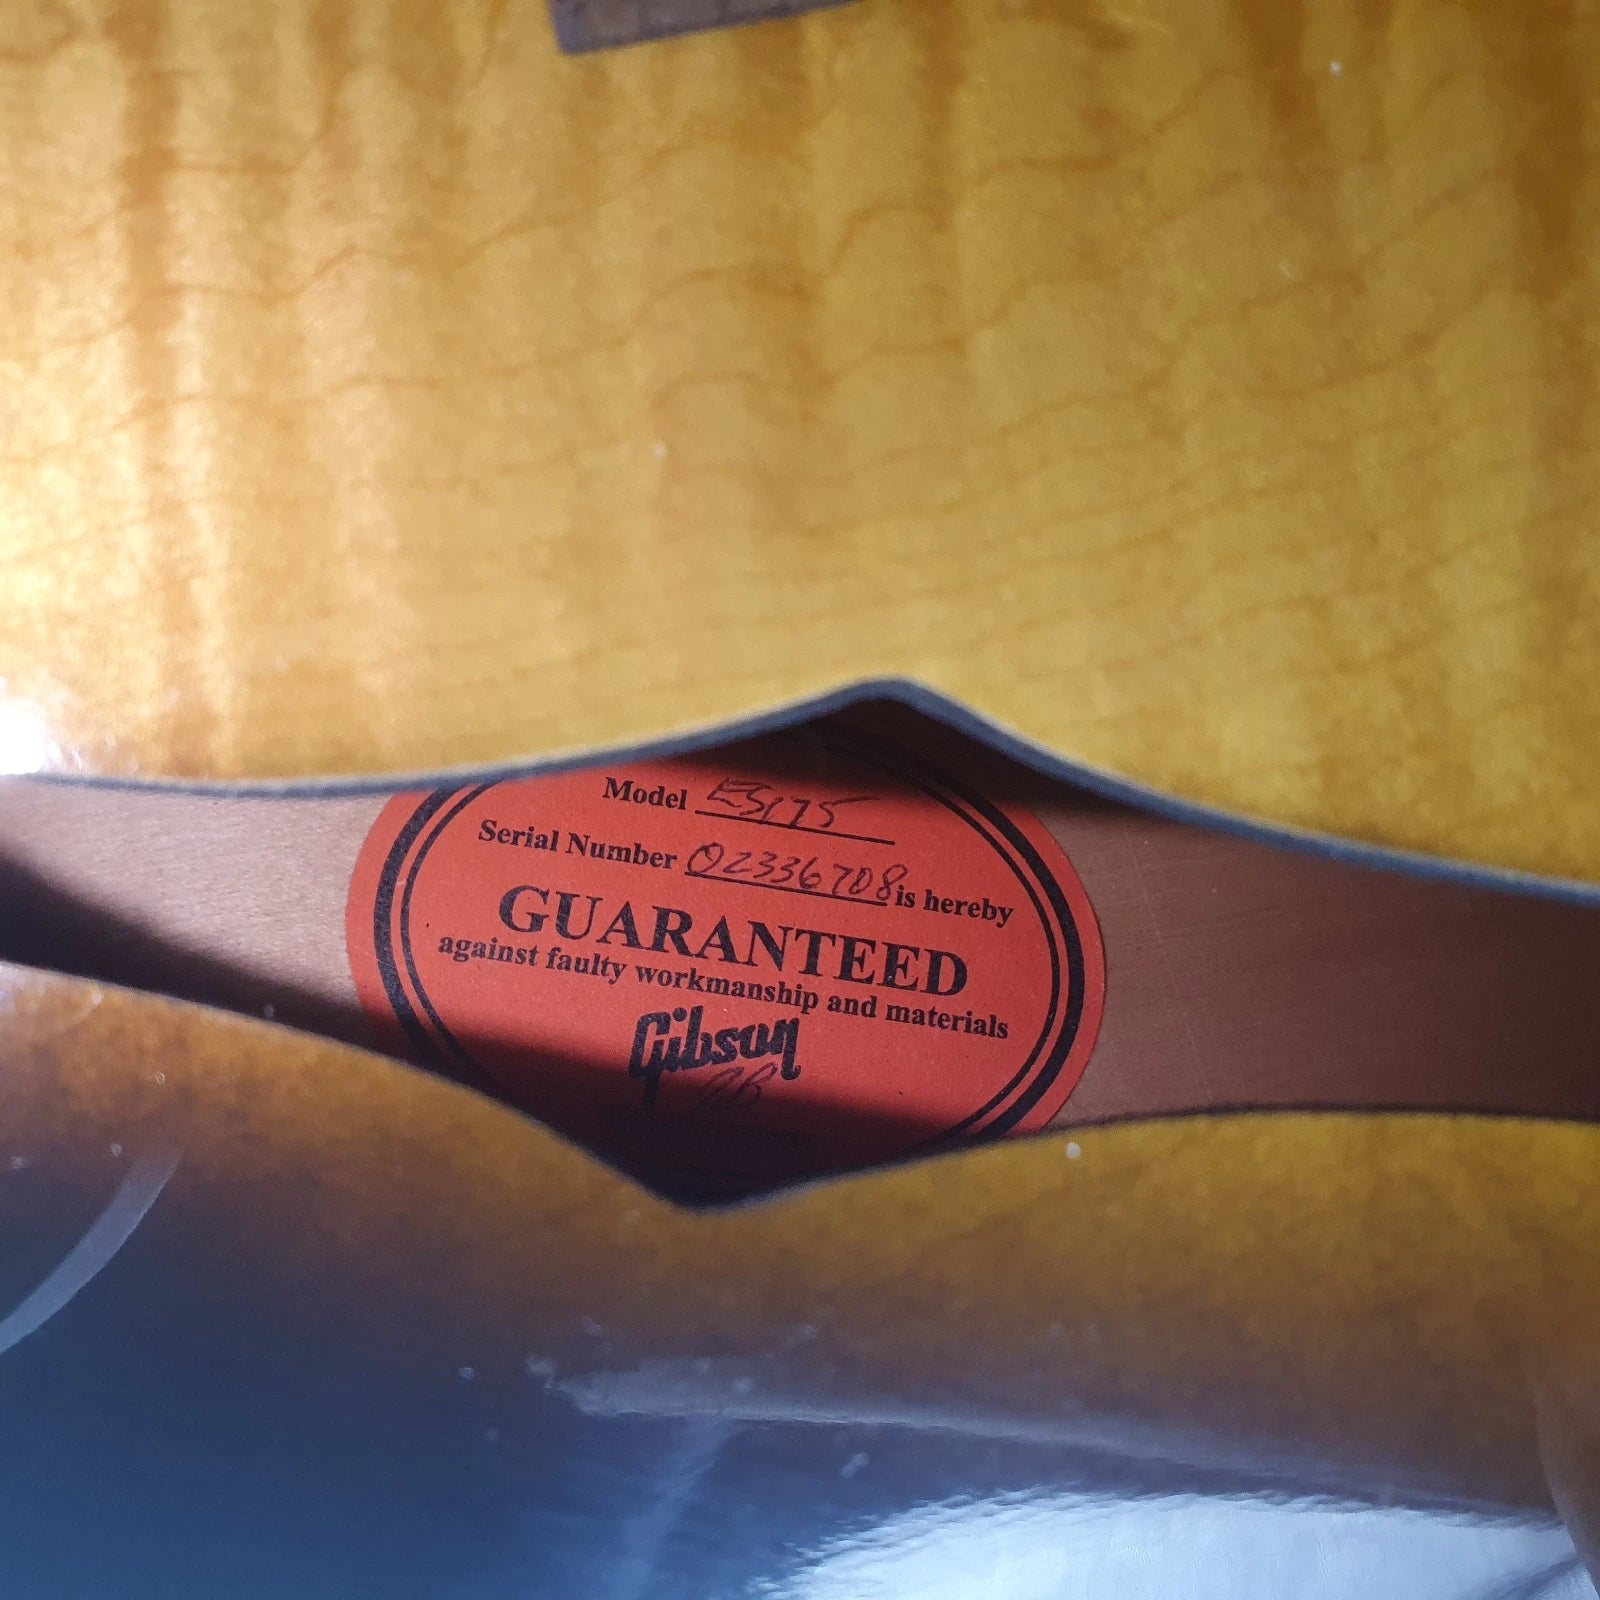 Model ES175
Serial Number 02336708 is hereby
GUARANTEED
against faulty workmanship and materials
Gibson